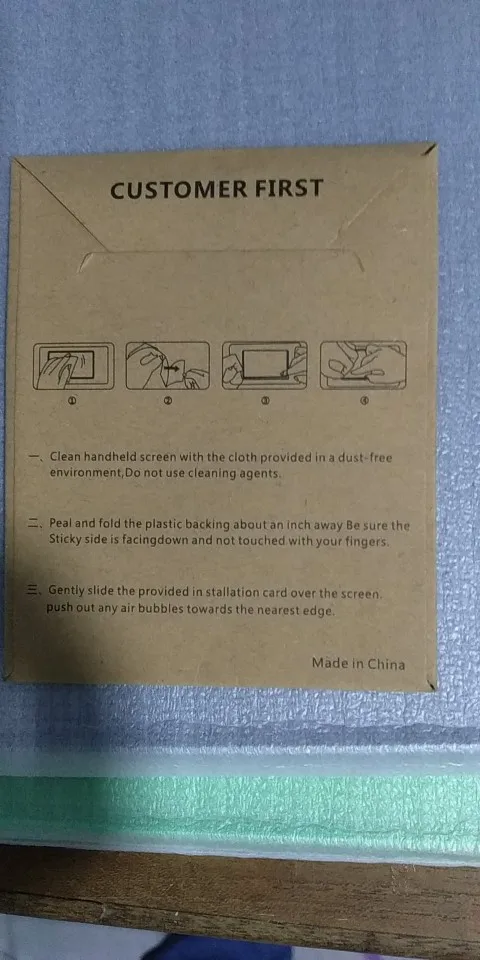 CUSTOMER FIRST
① ② ③ ④
一、Clean handheld screen with the cloth provided in a dust-free
environment,Do not use cleaning agents.
二、Peal and fold the plastic backing about an inch away Be sure the
Sticky side is facingdown and not touched with your fingers.
三、Gently slide the provided in stallation card over the screen.
push out any air bubbles towards the nearest edge.
Made in China